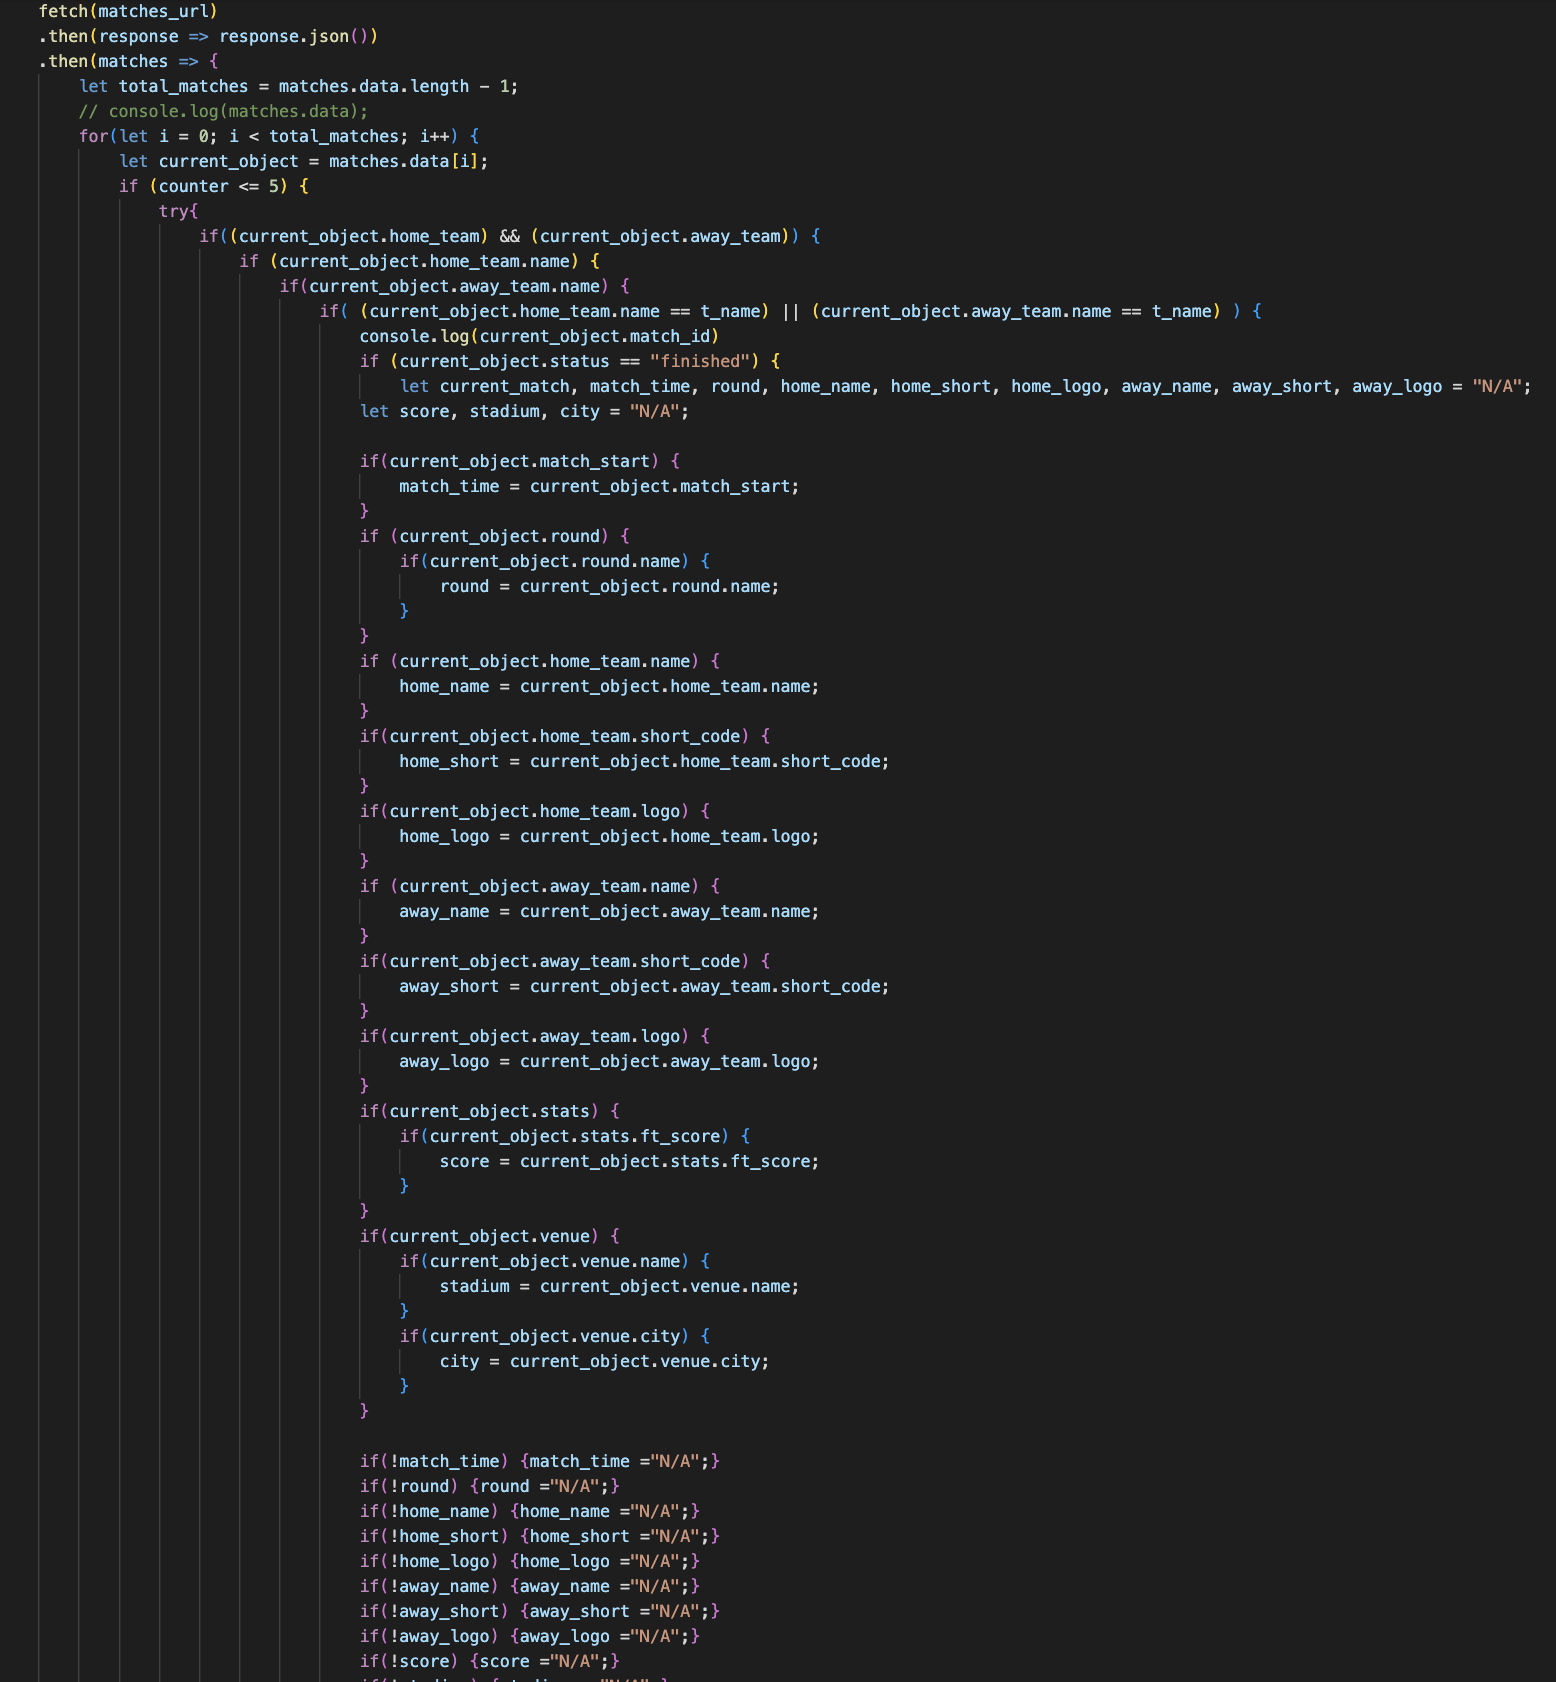 fetch(matches_url)
.then(response => response.json())
.then(matches => {
let total_matches = matches.data.length - 1;
// console.log(matches.data);
for(let i = 0; i < total_matches; i++) {
let current_object = matches.data[i];
if (counter <= 5) {
try{
if((current_object.home_team) && (current_object.away_team)) {
if (current_object.home_team.name) {
if(current_object.away_team.name) {
if( (current_object.home_team.name == t_name) || (current_object.away_team.name == t_name) ) {
console.log(current_object.match_id)
if (current_object.status == "finished") {
let current_match, match_time, round, home_name, home_short, home_logo, away_name, away_short, away_logo = "N/A";
let score, stadium, city = "N/A";
if(current_object.match_start) {
match_time = current_object.match_start;
}
if (current_object.round) {
if(current_object.round.name) {
round = current_object.round.name;
}
}
if (current_object.home_team.name) {
home_name = current_object.home_team.name;
}
if(current_object.home_team.short_code) {
home_short = current_object.home_team.short_code;
}
if(current_object.home_team.logo) {
home_logo = current_object.home_team.logo;
}
if (current_object.away_team.name) {
away_name = current_object.away_team.name;
}
if(current_object.away_team.short_code) {
away_short = current_object.away_team.short_code;
}
if(current_object.away_team.logo) {
away_logo = current_object.away_team.logo;
}
if(current_object.stats) {
if(current_object.stats.ft_score) {
score = current_object.stats.ft_score;
}
}
if(current_object.venue) {
if(current_object.venue.name) {
stadium = current_object.venue.name;
}
if(current_object.venue.city) {
city = current_object.venue.city;
}
}
if(!match_time) {match_time ="N/A";}
if(!round) {round ="N/A";}
if(!home_name) {home_name ="N/A";}
if(!home_short) {home_short ="N/A";}
if(!home_logo) {home_logo ="N/A";}
if(!away_name) {away_name ="N/A";}
if(!away_short) {away_short ="N/A";}
if(!away_logo) {away_logo ="N/A";}
if(!score) {score ="N/A";}